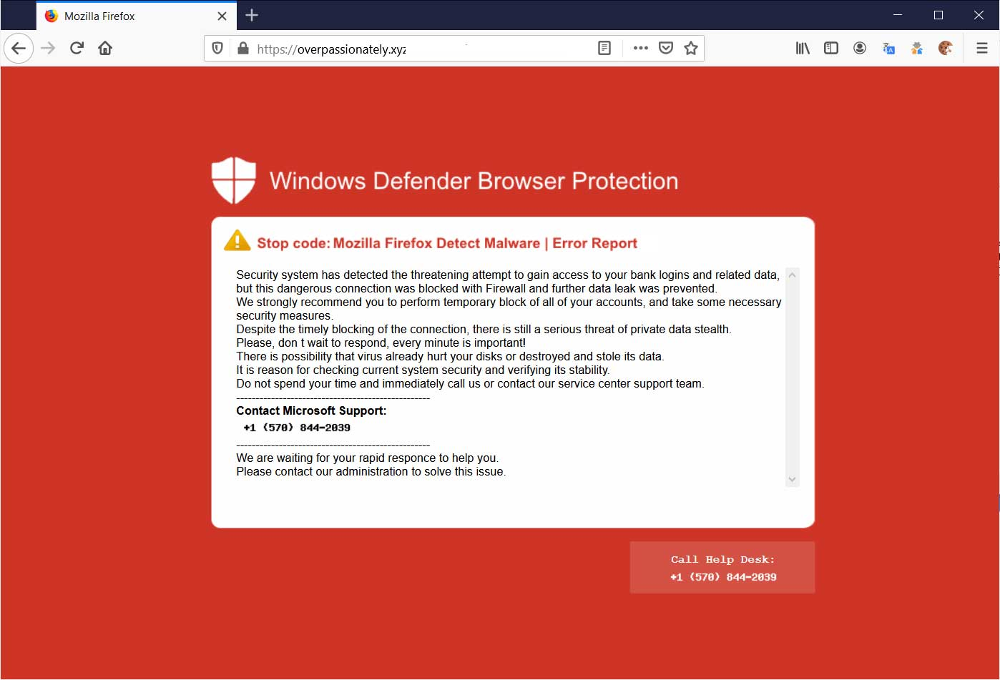 Mozilla Firefox
https://overpassionately.xyz
Windows Defender Browser Protection
Stop code: Mozilla Firefox Detect Malware | Error Report
Security system has detected the threatening attempt to gain access to your bank logins and related data,
but this dangerous connection was blocked with Firewall and further data leak was prevented.
We strongly recommend you to perform temporary block of all of your accounts, and take some necessary
security measures.
Despite the timely blocking of the connection, there is still a serious threat of private data stealth.
Please, don t wait to respond, every minute is important!
There is possibility that virus already hurt your disks or destroyed and stole its data.
It is reason for checking current system security and verifying its stability.
Do not spend your time and immediately call us or contact our service center support team.
--------------------------------------------------
Contact Microsoft Support:
+1 (570) 844-2039
--------------------------------------------------
We are waiting for your rapid responce to help you.
Please contact our administration to solve this issue.
Call Help Desk:
+1 (570) 844-2039